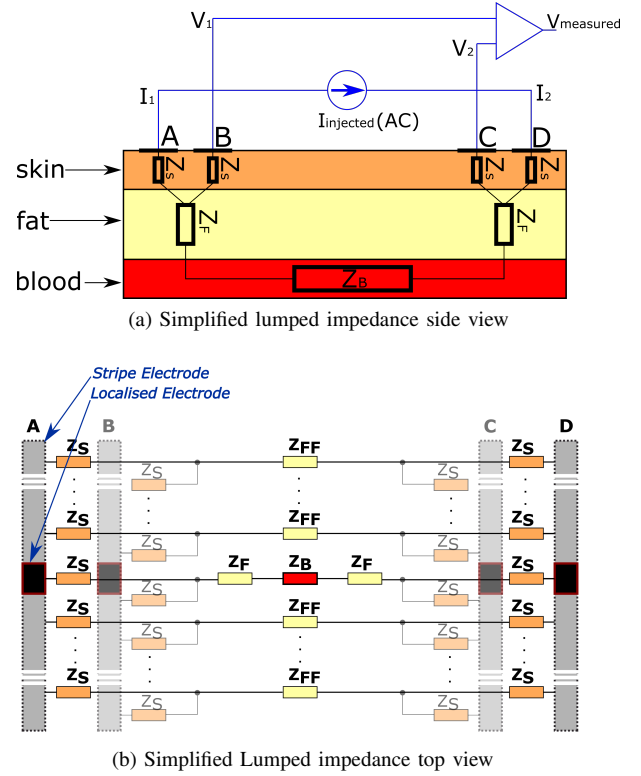 V1
V2
Vmeasured
I1
Iinjected (AC)
I2
A B C D
skin
ZS ZS ZS ZS
fat
ZF ZF
blood
ZB
(a) Simplified lumped impedance side view
Stripe Electrode
Localised Electrode
A B C D
ZS ZFF ZS
ZS ZS
ZS ZFF ZS
ZS ZS
ZS ZF ZB ZF ZS
ZS ZS
ZS ZFF ZS
ZS ZS
ZS ZFF ZS
ZS ZS
(b) Simplified Lumped impedance top view